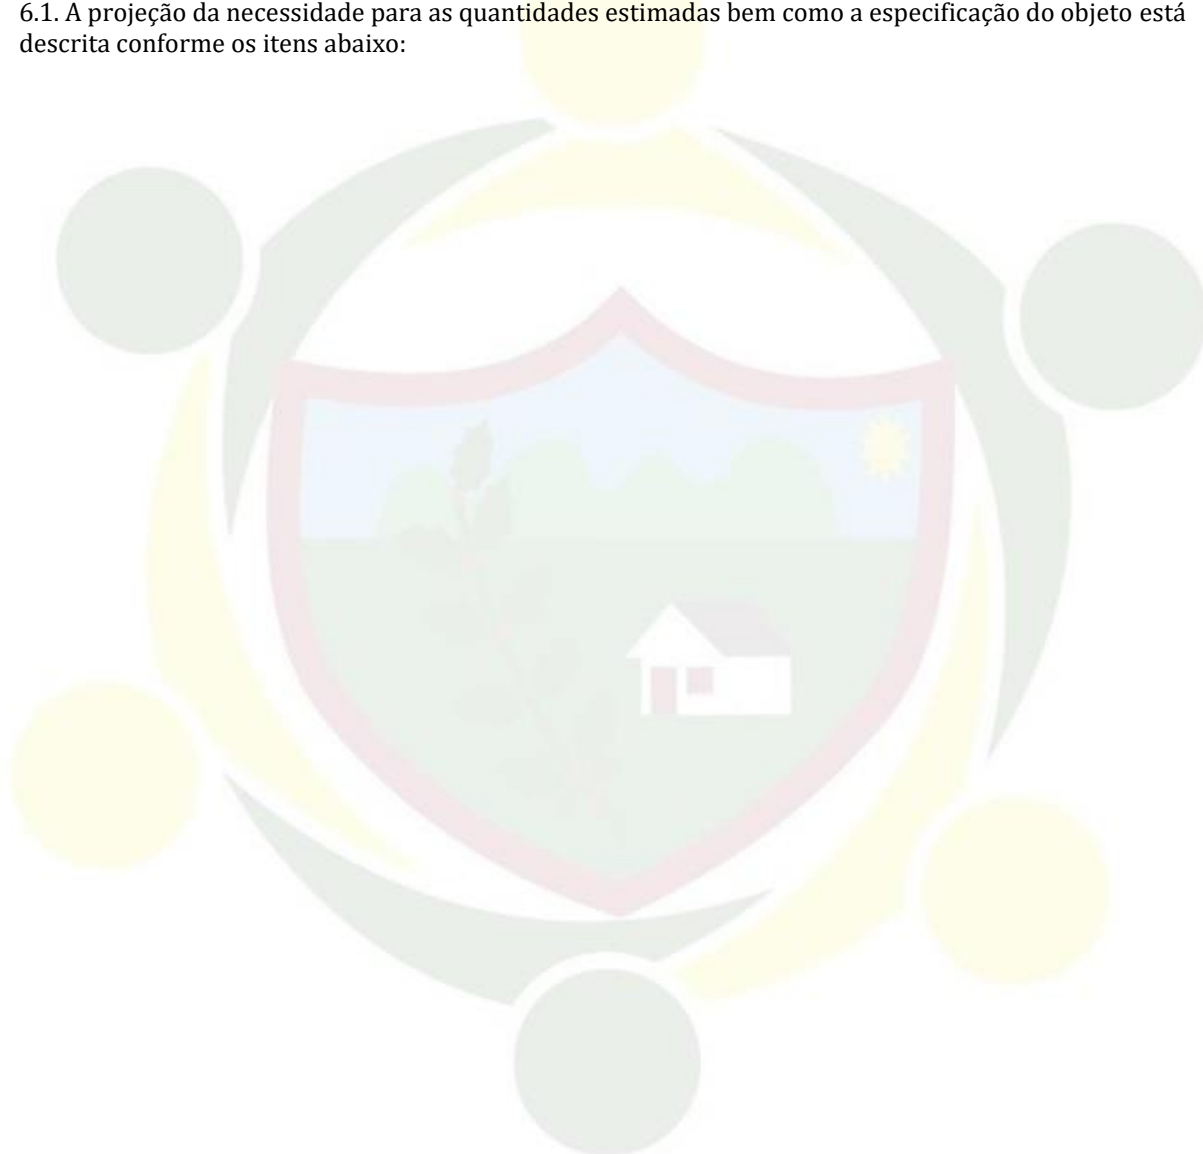 6.1. A projeção da necessidade para as quantidades estimadas bem como a especificação do objeto está
descrita conforme os itens abaixo: